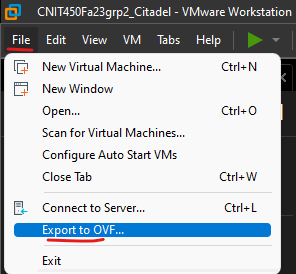 CNIT450Fa23grp2_Citadel - VMware Workstation
File Edit View VM Tabs Help
New Virtual Machine... Ctrl+N
New Window
Open... Ctrl+O
Scan for Virtual Machines...
Configure Auto Start VMs
Close Tab Ctrl+W
Connect to Server... Ctrl+L
Export to OVF...
Exit